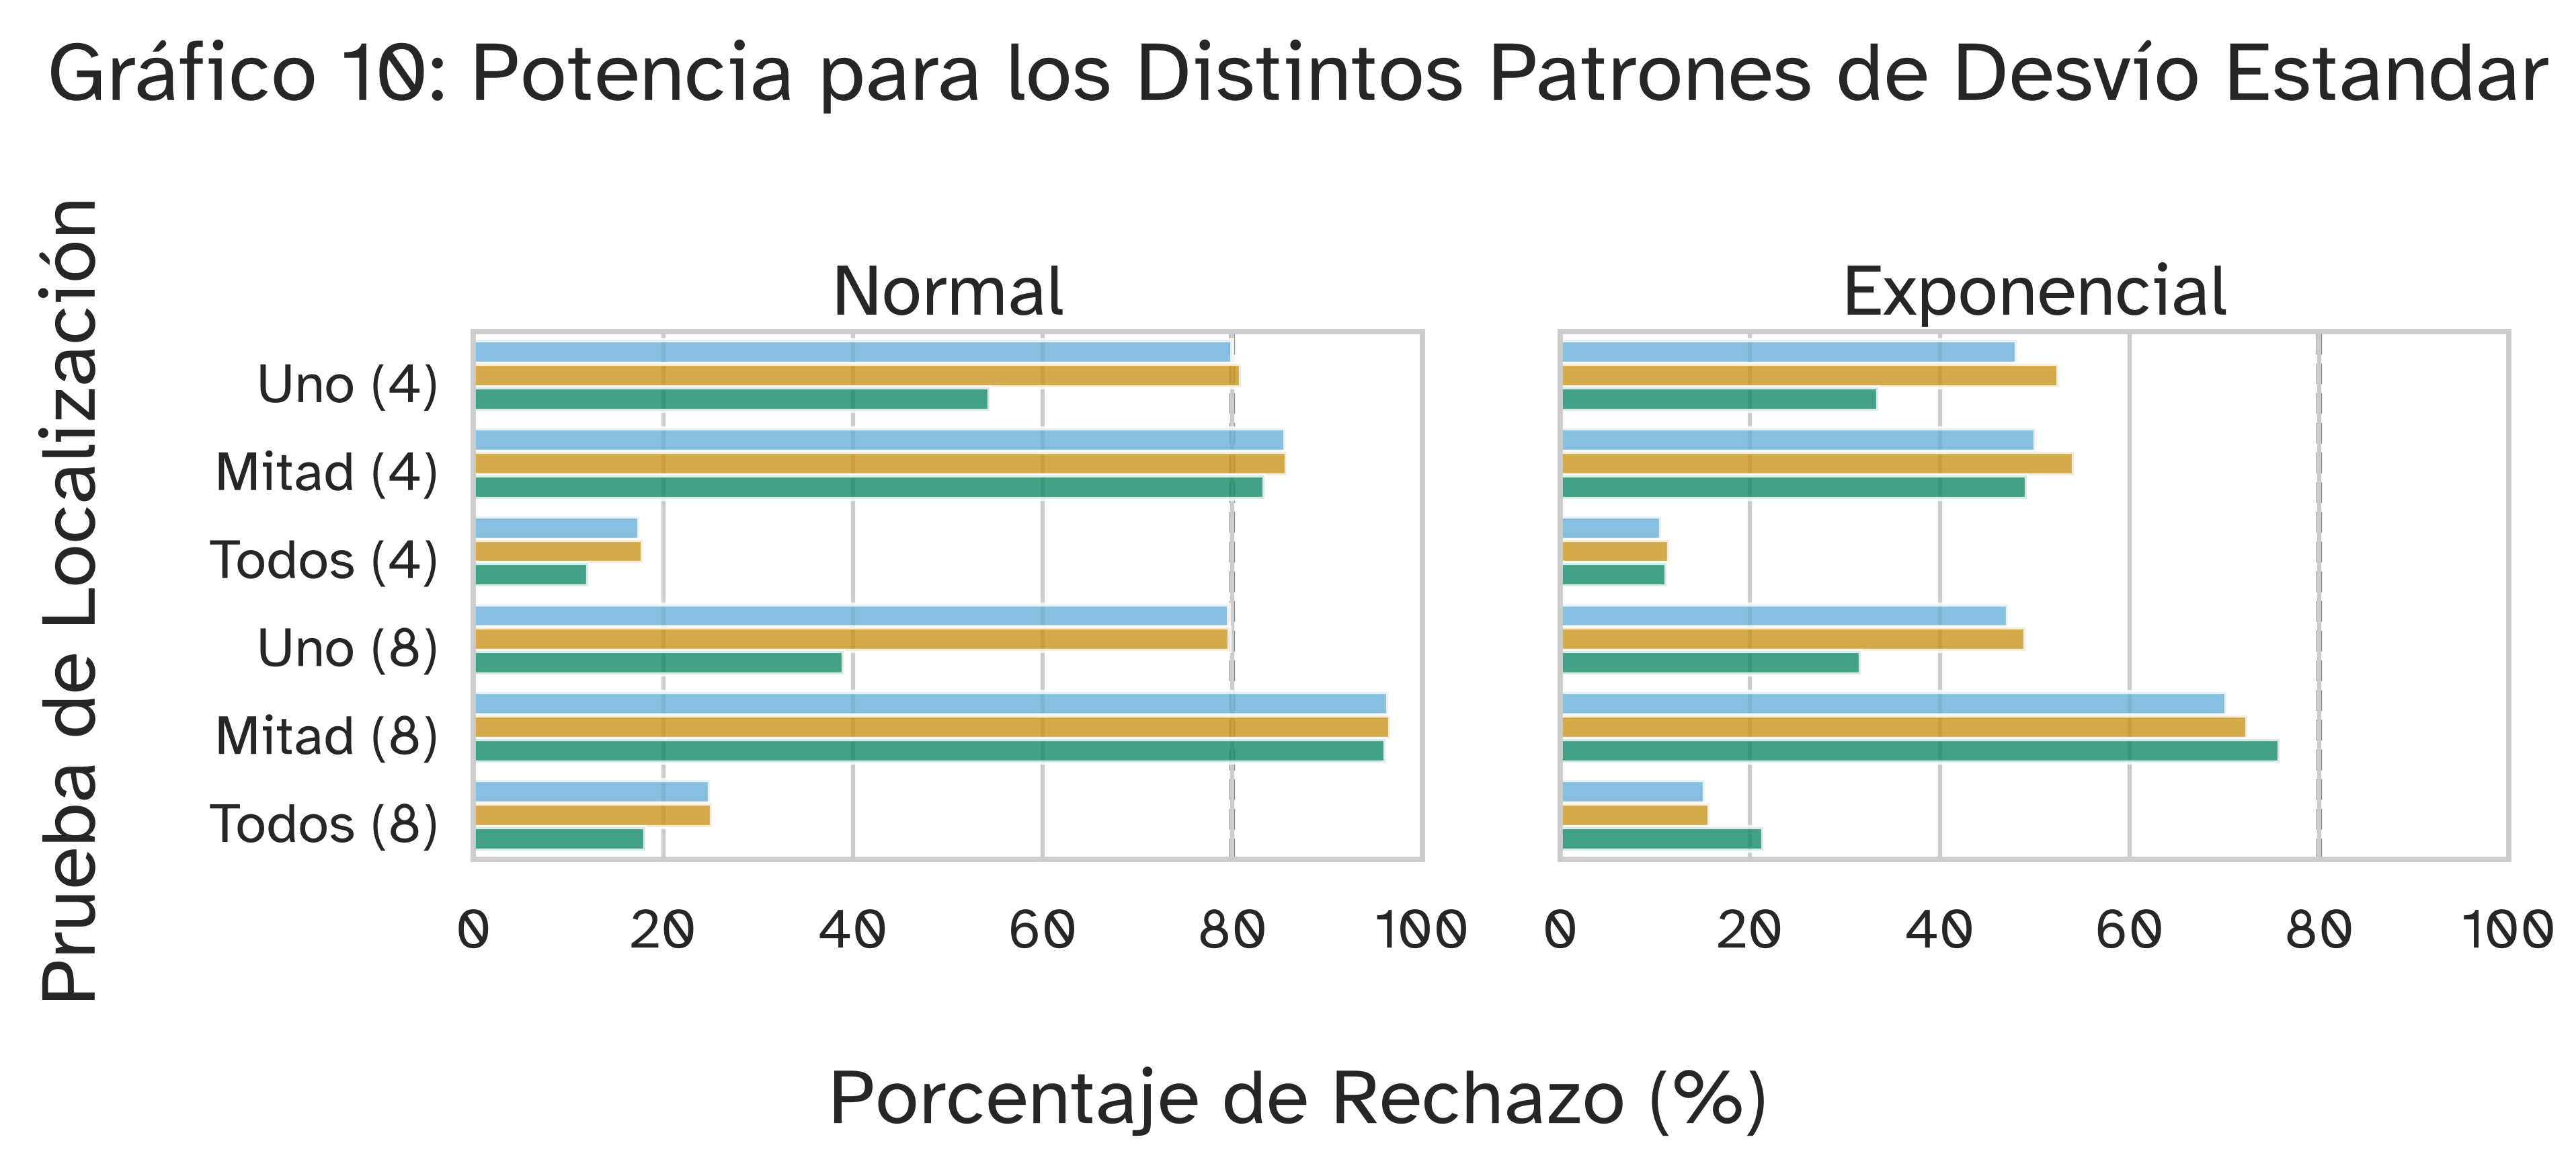 Gráfico 10: Potencia para los Distintos Patrones de Desvío Estandar
Prueba de Localización
Normal
Exponencial
Uno (4)
Mitad (4)
Todos (4)
Uno (8)
Mitad (8)
Todos (8)
0 20 40 60 80 100
0 20 40 60 80 100
Porcentaje de Rechazo (%)